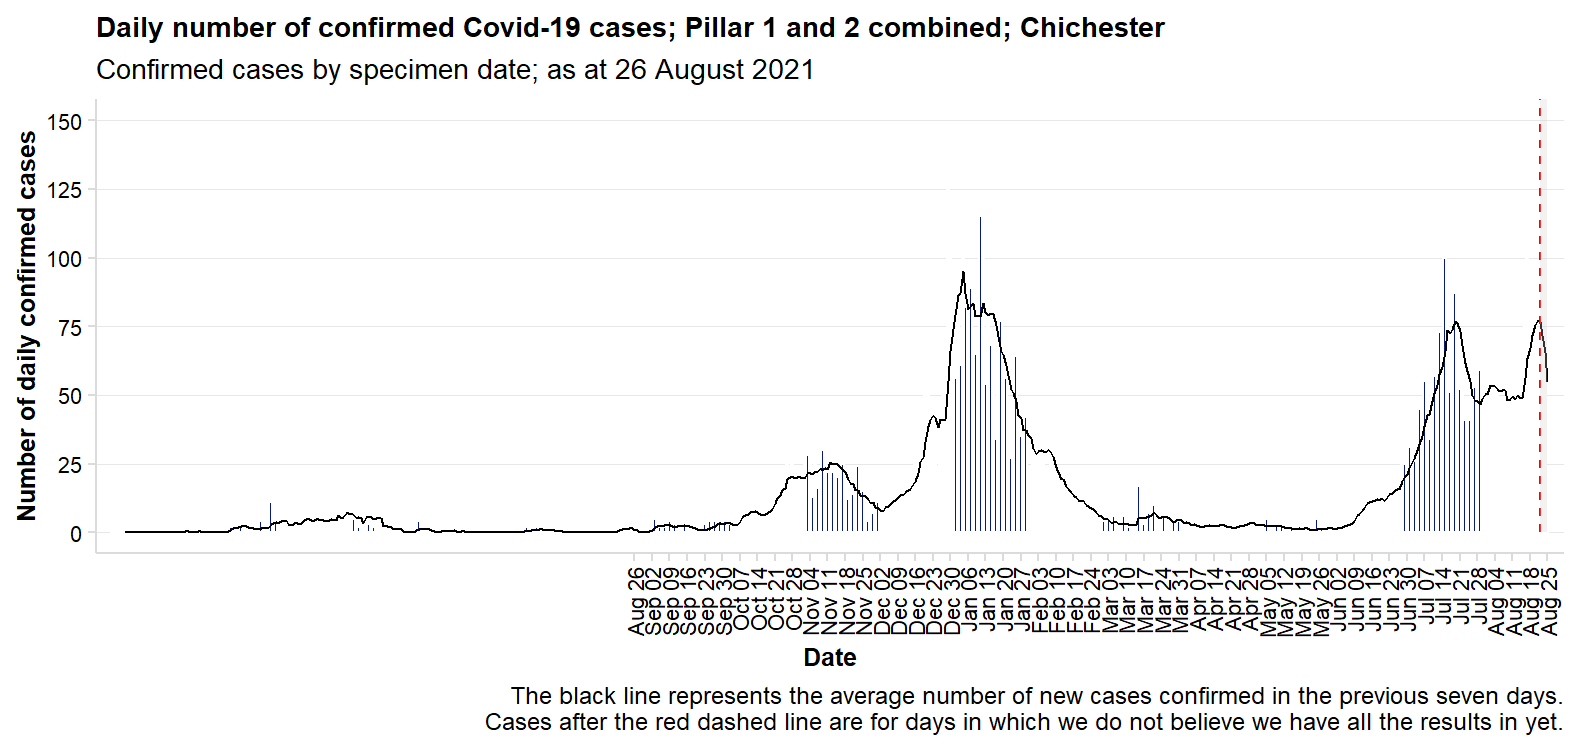 Daily number of confirmed Covid-19 cases; Pillar 1 and 2 combined; Chichester
Confirmed cases by specimen date; as at 26 August 2021
Number of daily confirmed cases
150
125
100
75
50
25
0
Aug 26
Sep 02
Sep 09
Sep 16
Sep 23
Sep 30
Oct 07
Oct 14
Oct 21
Oct 28
Nov 04
Nov 11
Nov 18
Nov 25
Dec 02
Dec 09
Dec 16
Dec 23
Dec 30
Jan 06
Jan 13
Jan 20
Jan 27
Feb 03
Feb 10
Feb 17
Feb 24
Mar 03
Mar 10
Mar 17
Mar 24
Mar 31
Apr 07
Apr 14
Apr 21
Apr 28
May 05
May 12
May 19
May 26
Jun 02
Jun 09
Jun 16
Jun 23
Jun 30
Jul 07
Jul 14
Jul 21
Jul 28
Aug 04
Aug 11
Aug 18
Aug 25
Date
The black line represents the average number of new cases confirmed in the previous seven days.
Cases after the red dashed line are for days in which we do not believe we have all the results in yet.